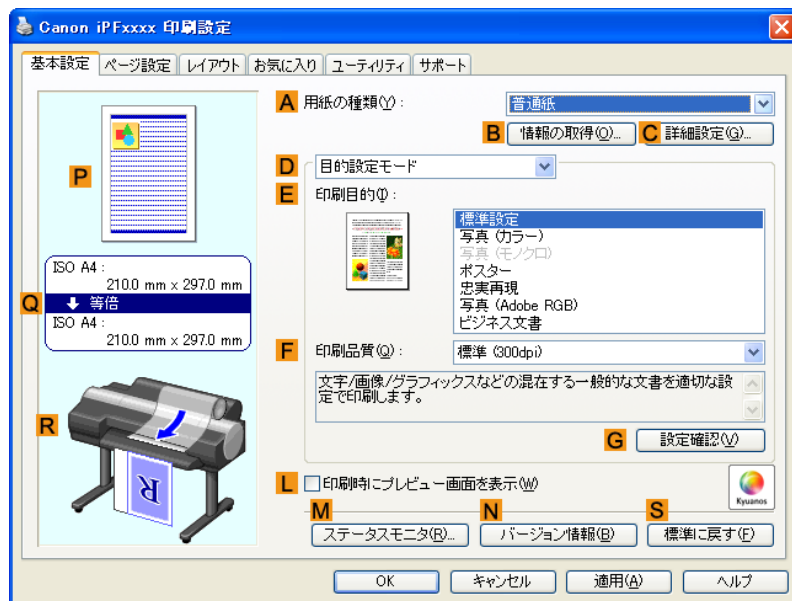 Canon iPFxxxx 印刷設定
基本設定 ページ設定 レイアウト お気に入り ユーティリティ サポート
A 用紙の種類(Y): 普通紙
B 情報の取得(O)... C 詳細設定(G)...
D 目的設定モード
E 印刷目的(I):
標準設定
写真 (カラー)
写真 (モノクロ)
ポスター
忠実再現
写真 (Adobe RGB)
ビジネス文書
F 印刷品質(Q): 標準 (300dpi)
文字/画像/グラフィックスなどの混在する一般的な文書を適切な設
定で印刷します。
G 設定確認(V)
P
Q
ISO A4:
210.0 mm x 297.0 mm
等倍
ISO A4:
210.0 mm x 297.0 mm
R
R
L 印刷時にプレビュー画面を表示(W)
Kyuanos
M ステータスモニタ(R)... N バージョン情報(B) S 標準に戻す(F)
OK キャンセル 適用(A) ヘルプ